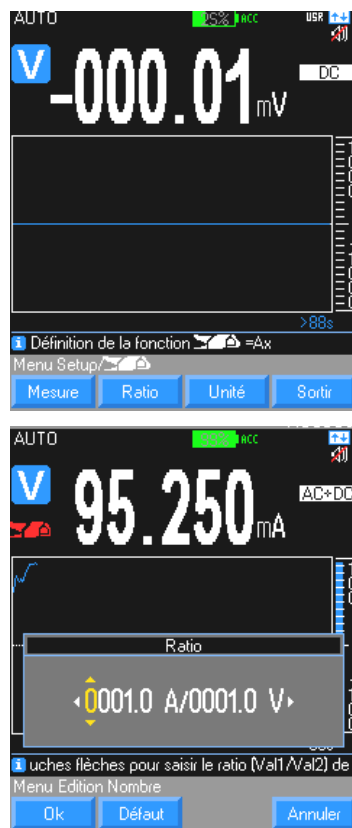 AUTO 95% ACC USR
V
-000.01 mV
DC
>88s
Définition de la fonction =Ax
Menu Setup/
Mesure Ratio Unité Sortir
AUTO ACC
V
95.250 mA
AC+DC
Ratio
0001.0 A/0001.0 V
uches flèches pour saisir le ratio (Val1/Val2) de
Menu Edition Nombre
Ok Défaut Annuler